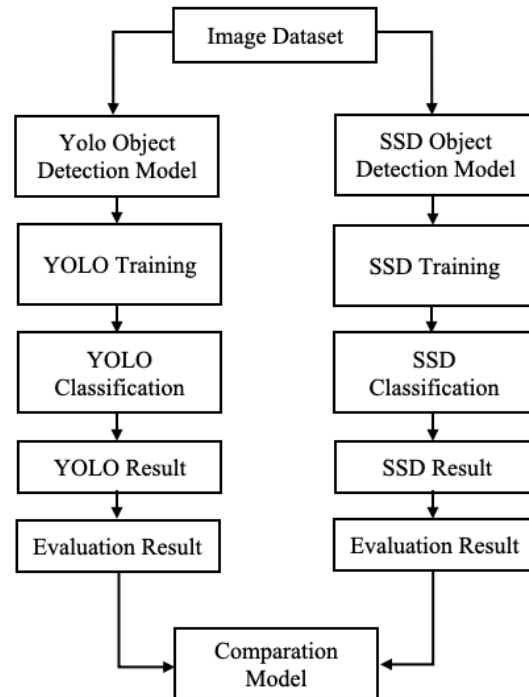 Image Dataset
Yolo Object
Detection Model
YOLO Training
YOLO
Classification
YOLO Result
Evaluation Result
SSD Object
Detection Model
SSD Training
SSD
Classification
SSD Result
Evaluation Result
Comparation
Model